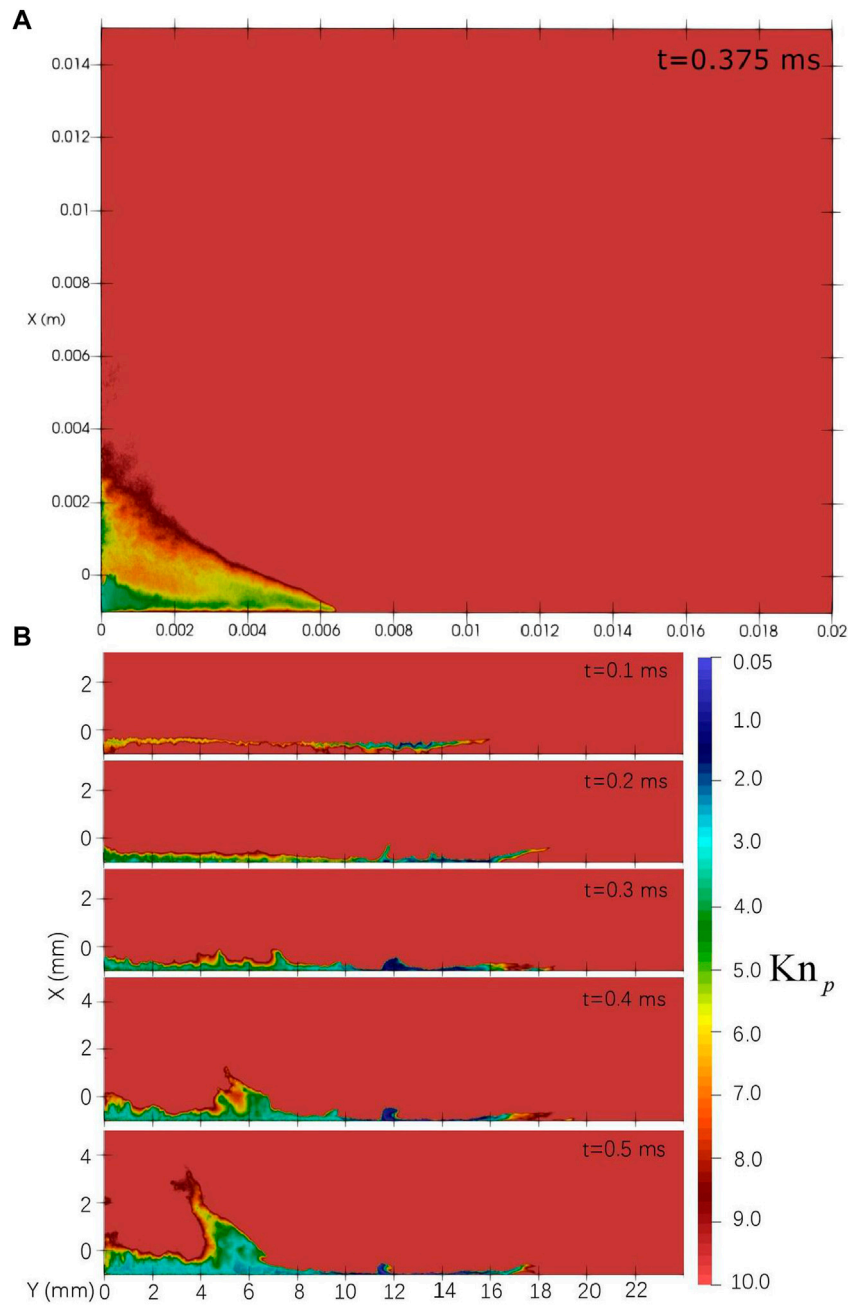 A
t=0.375 ms
0.014
0.012
0.01
0.008
X (m)
0.006
0.004
0.002
0
0 0.002 0.004 0.006 0.008 0.01 0.012 0.014 0.016 0.018 0.02
B
t=0.1 ms
2
0
t=0.2 ms
2
0
t=0.3 ms
2
0
X (mm)
t=0.4 ms
4
2
0
t=0.5 ms
4
2
0
Y (mm) 0 2 4 6 8 10 12 14 16 18 20 22
0.05
1.0
2.0
3.0
4.0
5.0
Kn p
6.0
7.0
8.0
9.0
10.0